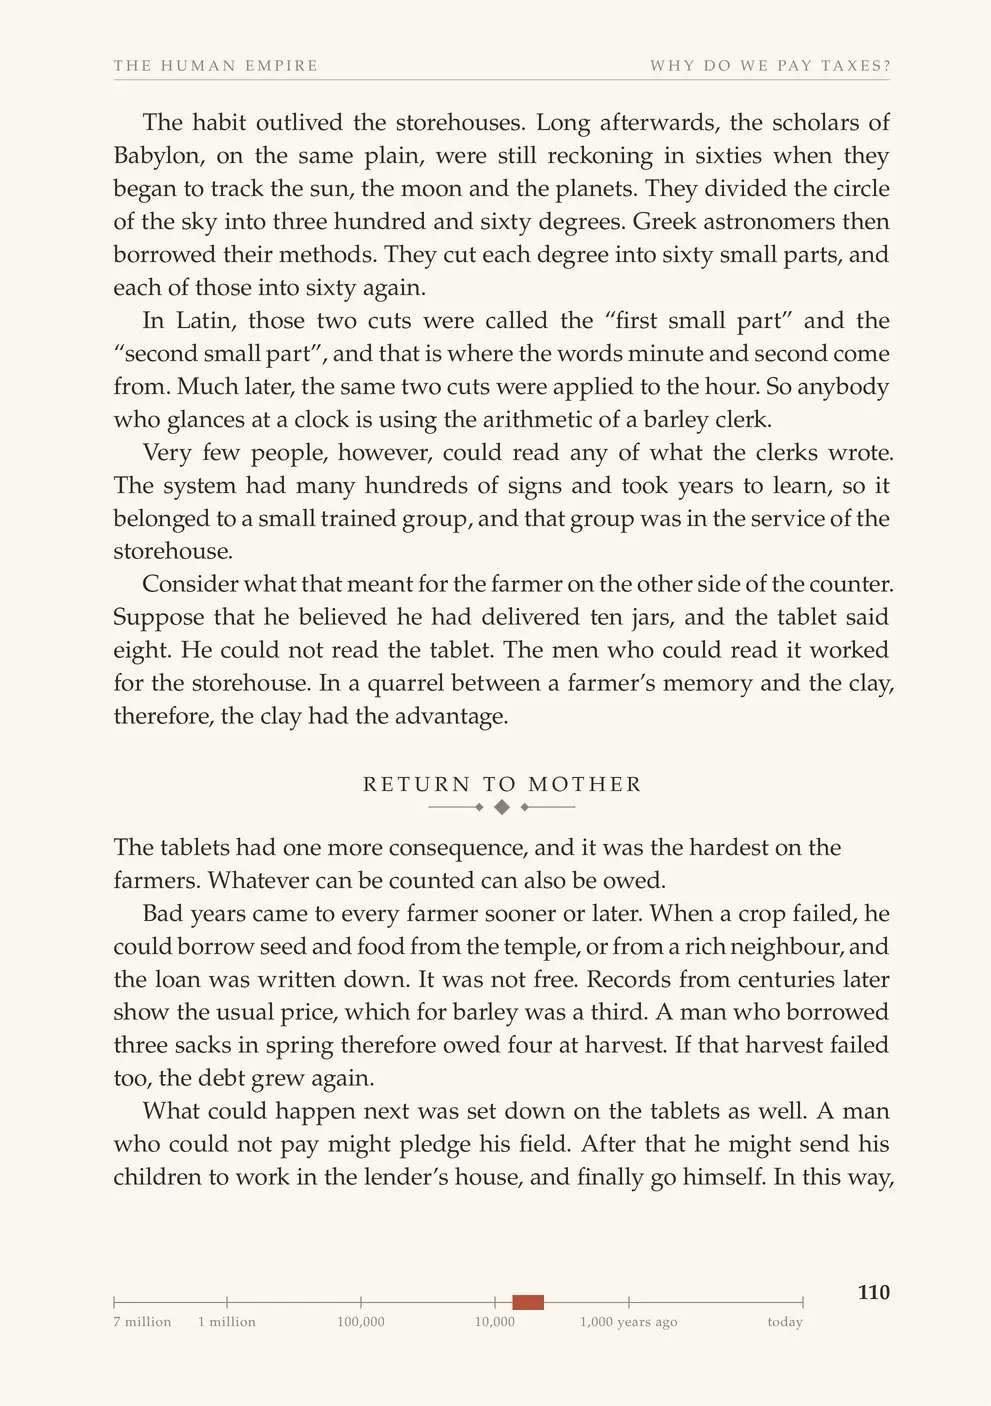 THE HUMAN EMPIRE
WHY DO WE PAY TAXES?
The habit outlived the storehouses. Long afterwards, the scholars of
Babylon, on the same plain, were still reckoning in sixties when they
began to track the sun, the moon and the planets. They divided the circle
of the sky into three hundred and sixty degrees. Greek astronomers then
borrowed their methods. They cut each degree into sixty small parts, and
each of those into sixty again.
In Latin, those two cuts were called the “first small part” and the
“second small part”, and that is where the words minute and second come
from. Much later, the same two cuts were applied to the hour. So anybody
who glances at a clock is using the arithmetic of a barley clerk.
Very few people, however, could read any of what the clerks wrote.
The system had many hundreds of signs and took years to learn, so it
belonged to a small trained group, and that group was in the service of the
storehouse.
Consider what that meant for the farmer on the other side of the counter.
Suppose that he believed he had delivered ten jars, and the tablet said
eight. He could not read the tablet. The men who could read it worked
for the storehouse. In a quarrel between a farmer’s memory and the clay,
therefore, the clay had the advantage.
RETURN TO MOTHER
The tablets had one more consequence, and it was the hardest on the
farmers. Whatever can be counted can also be owed.
Bad years came to every farmer sooner or later. When a crop failed, he
could borrow seed and food from the temple, or from a rich neighbour, and
the loan was written down. It was not free. Records from centuries later
show the usual price, which for barley was a third. A man who borrowed
three sacks in spring therefore owed four at harvest. If that harvest failed
too, the debt grew again.
What could happen next was set down on the tablets as well. A man
who could not pay might pledge his field. After that he might send his
children to work in the lender’s house, and finally go himself. In this way,
110
7 million 1 million 100,000 10,000 1,000 years ago today